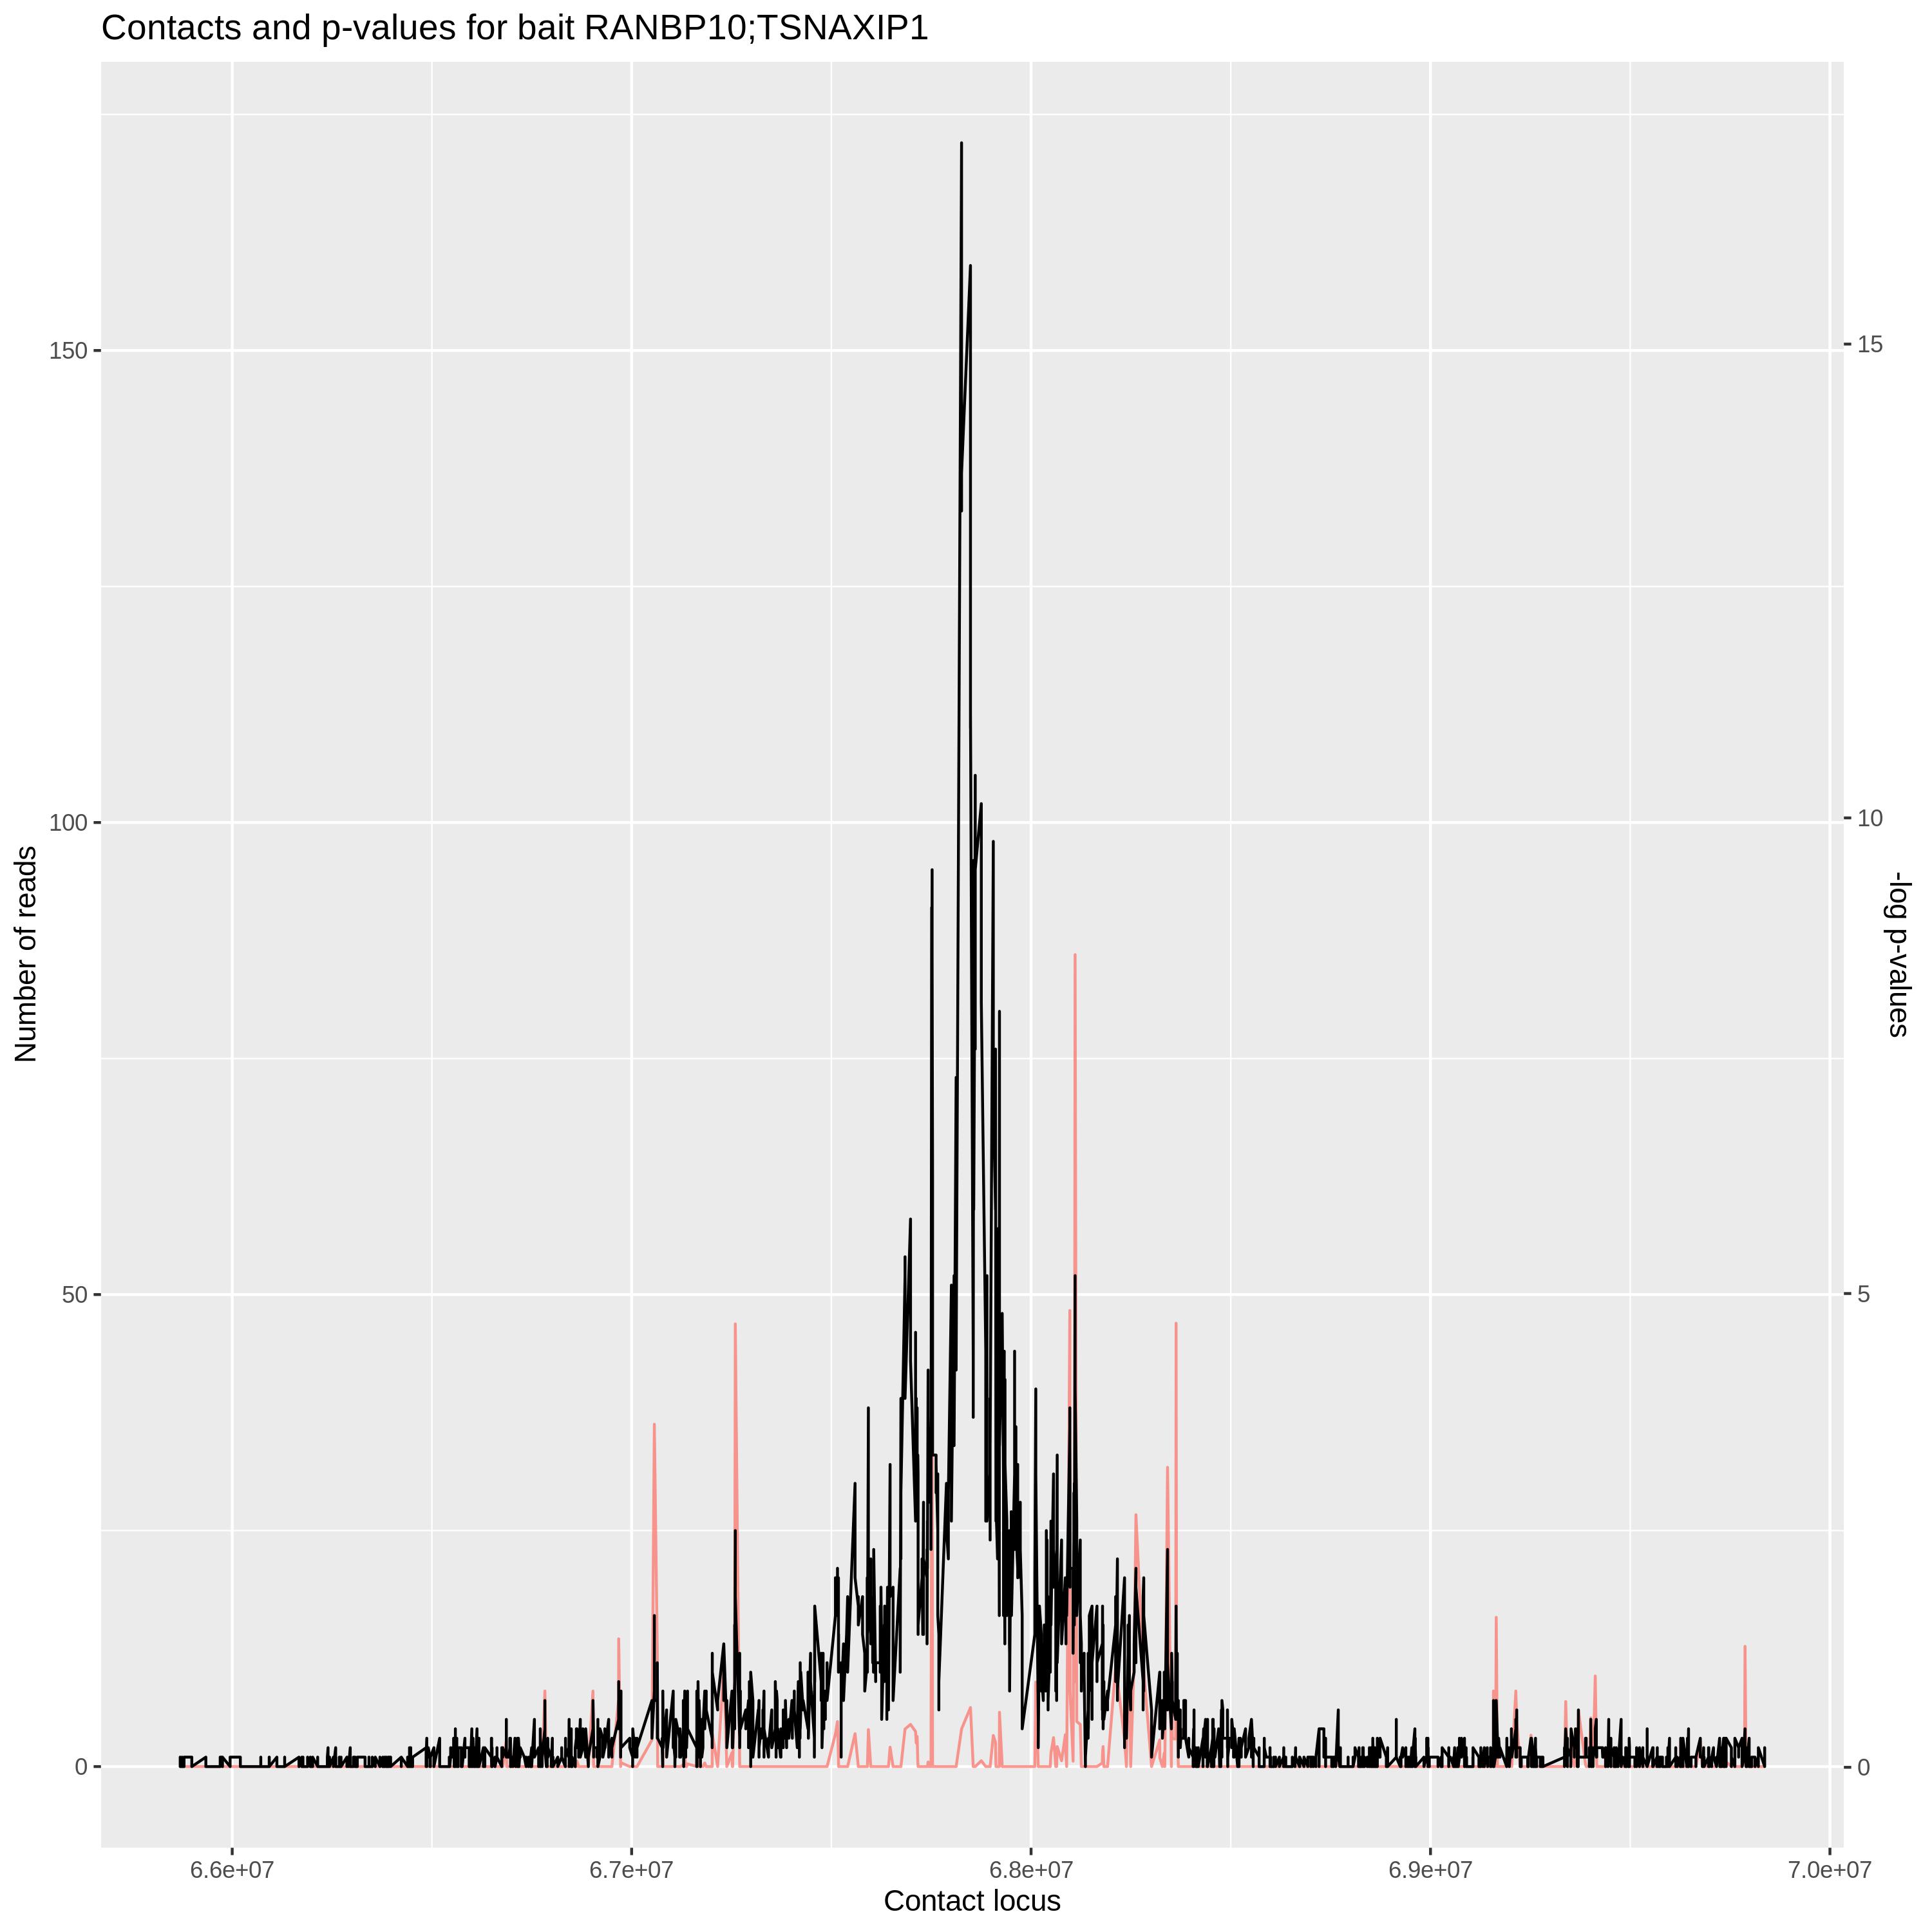 Contacts and p-values for bait RANBP10;TSNAXIP1
150
100
50
0
Number of reads
15
10
5
0
-log p-values
6.6e+07
6.7e+07
6.8e+07
6.9e+07
7.0e+07
Contact locus